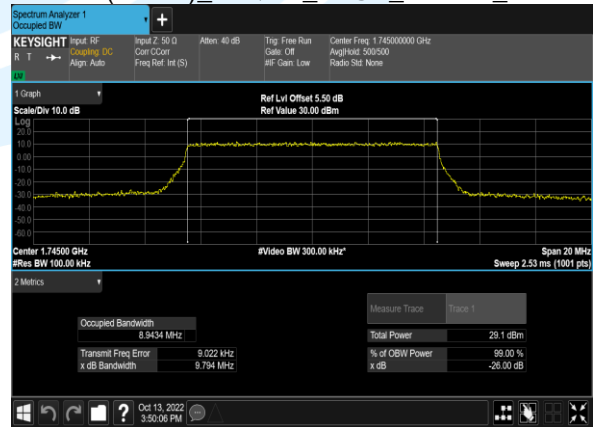 Spectrum Analyzer 1
Occupied BW
KEYSIGHT Input: RF Input Z: 50 Ω Atten: 40 dB Trig: Free Run Center Freq: 1.745000000 GHz
R T Coupling: DC Corr CCorr Gate: Off Avg|Hold: 500/500
Align: Auto Freq Ref: Int (S) #IF Gain: Low Radio Std: None
LV
1 Graph
Ref Lvl Offset 5.50 dB
Scale/Div 10.0 dB Ref Value 30.00 dBm
Log
20.0
10.0
0.00
-10.0
-20.0
-30.0
-40.0
-50.0
-60.0
Center 1.74500 GHz #Video BW 300.00 kHz* Span 20 MHz
#Res BW 100.00 kHz Sweep 2.53 ms (1001 pts)
2 Metrics
Measure Trace Trace 1
Occupied Bandwidth
8.9434 MHz Total Power 29.1 dBm
Transmit Freq Error 9.022 kHz % of OBW Power 99.00 %
x dB Bandwidth 9.794 MHz x dB -26.00 dB
Oct 13, 2022
3:50:06 PM